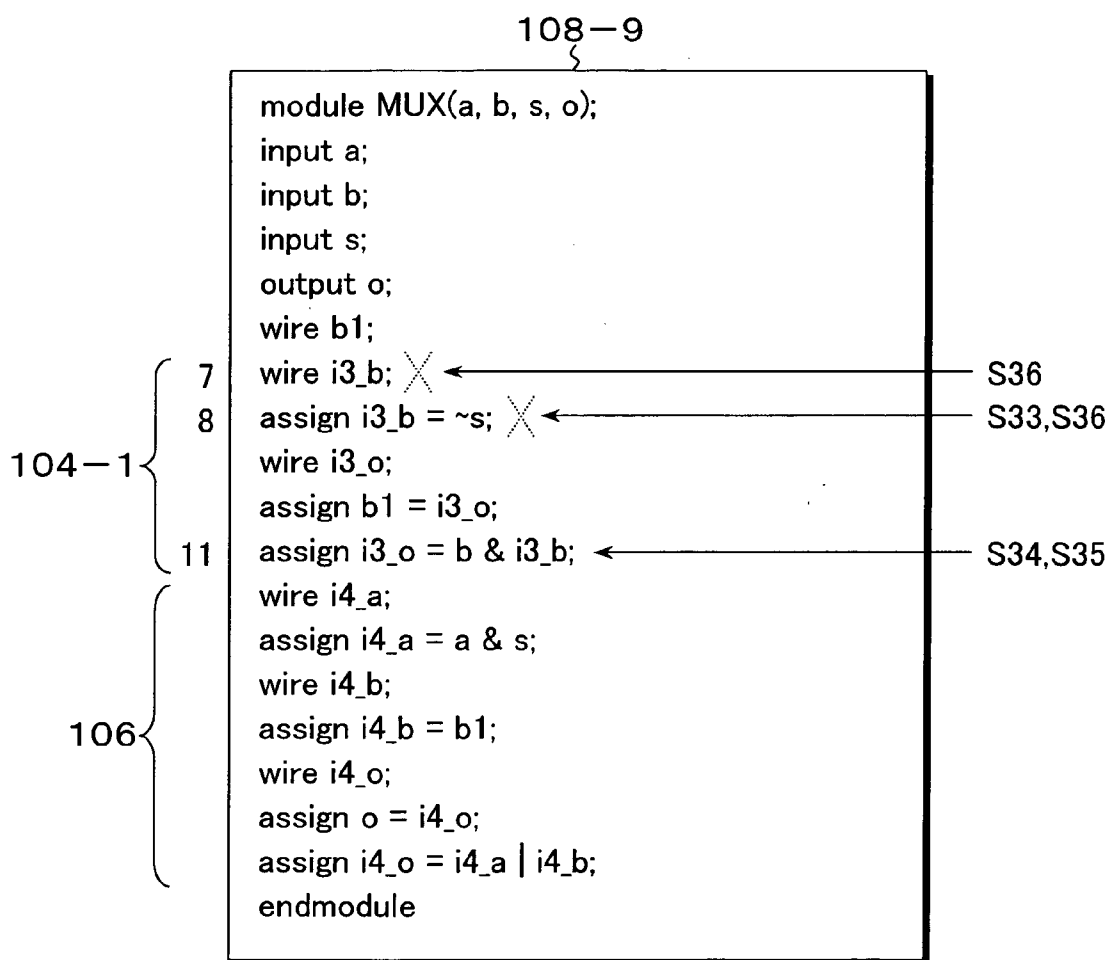 108-9
module MUX(a, b, s, o);
input a;
input b;
input s;
output o;
wire b1;
7 wire i3_b; S36
8 assign i3_b = ~s; S33,S36
104-1 wire i3_o;
assign b1 = i3_o;
11 assign i3_o = b & i3_b; S34,S35
wire i4_a;
assign i4_a = a & s;
wire i4_b;
106 assign i4_b = b1;
wire i4_o;
assign o = i4_o;
assign i4_o = i4_a | i4_b;
endmodule